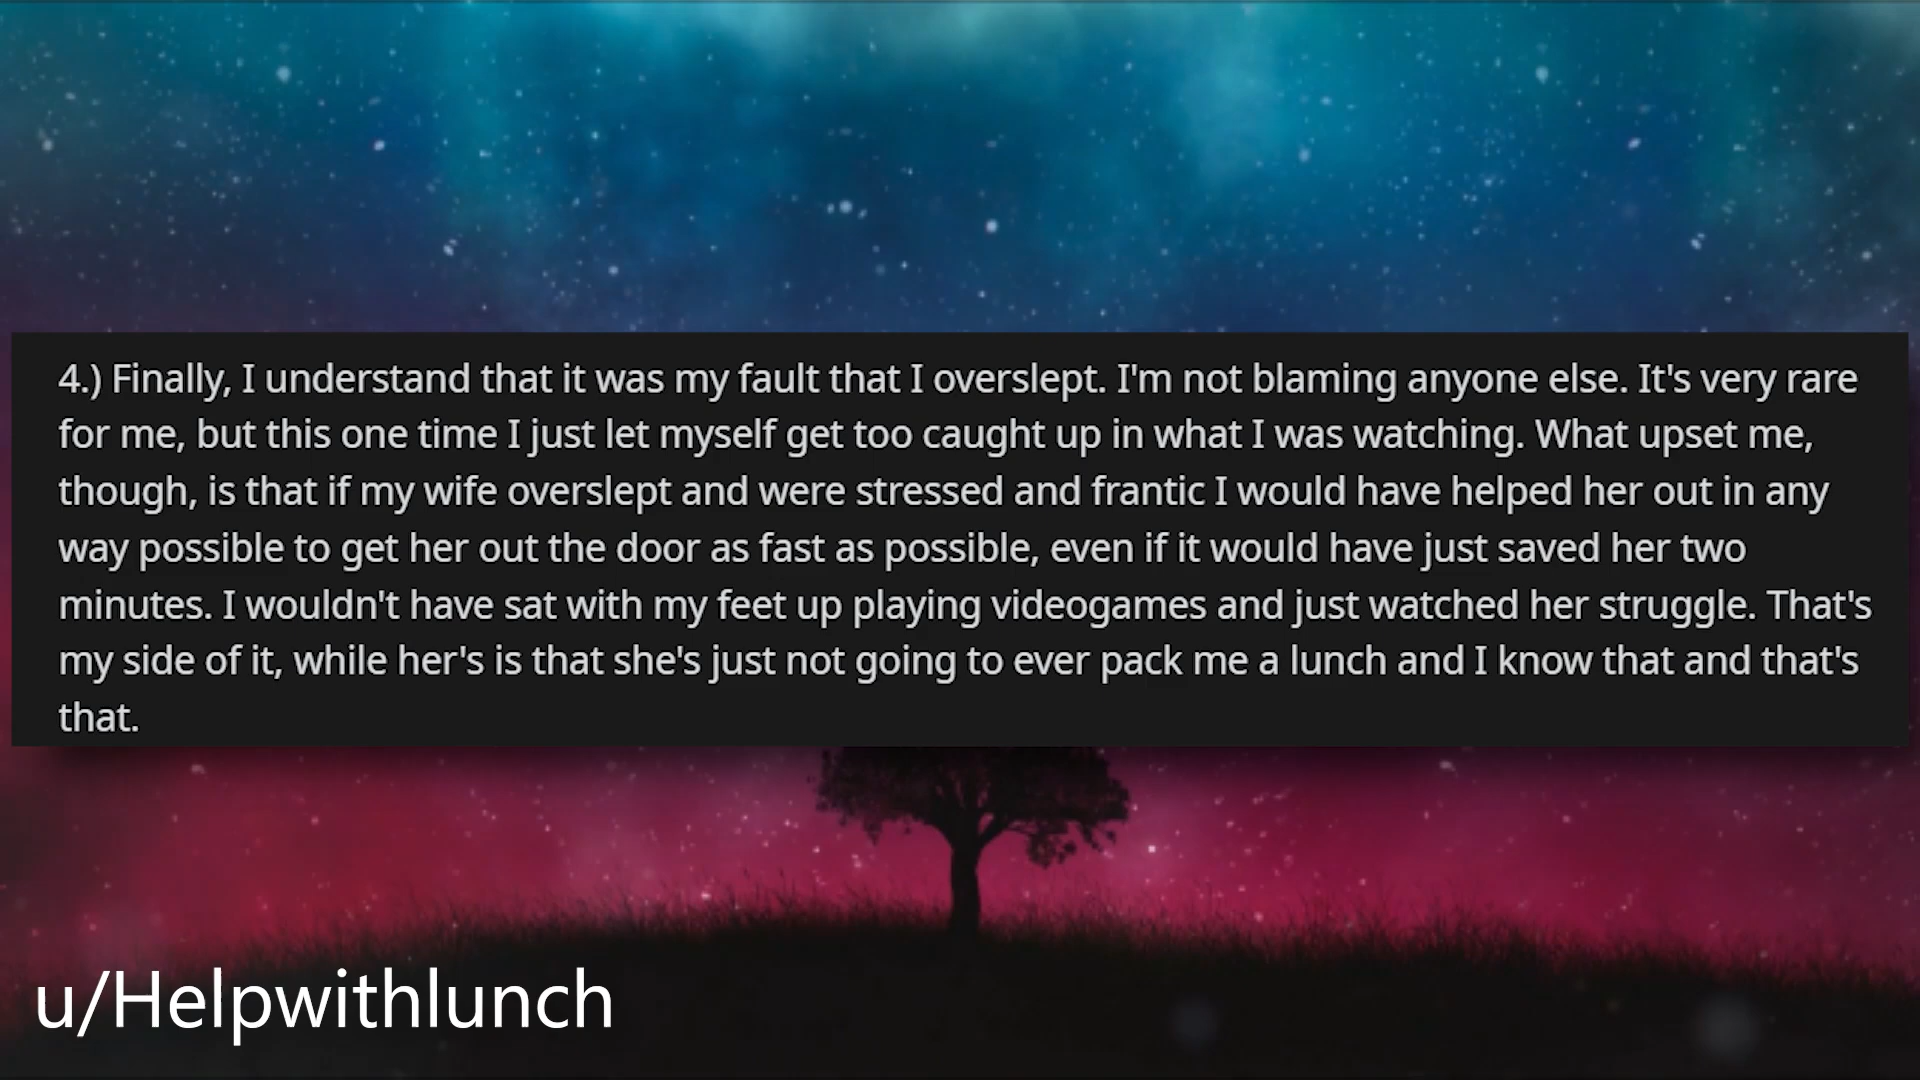 4.) Finally, I understand that it was my fault that I overslept. I'm not blaming anyone else. It's very rare
for me, but this one time I just let myself get too caught up in what I was watching. What upset me,
though, is that if my wife overslept and were stressed and frantic I would have helped her out in any
way possible to get her out the door as fast as possible, even if it would have just saved her two
minutes. I wouldn't have sat with my feet up playing videogames and just watched her struggle. That's
my side of it, while her's is that she's just not going to ever pack me a lunch and I know that and that's
that.
u/Helpwithlunch